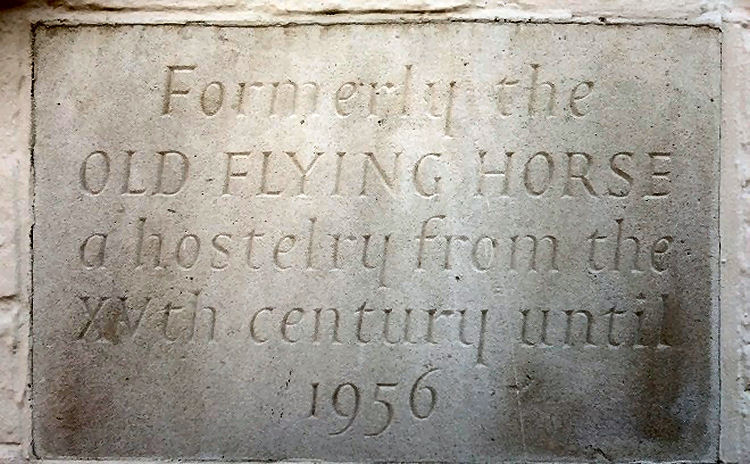 Formerly the
OLD FLYING HORSE
a hostelry from the
XVth century until
1956